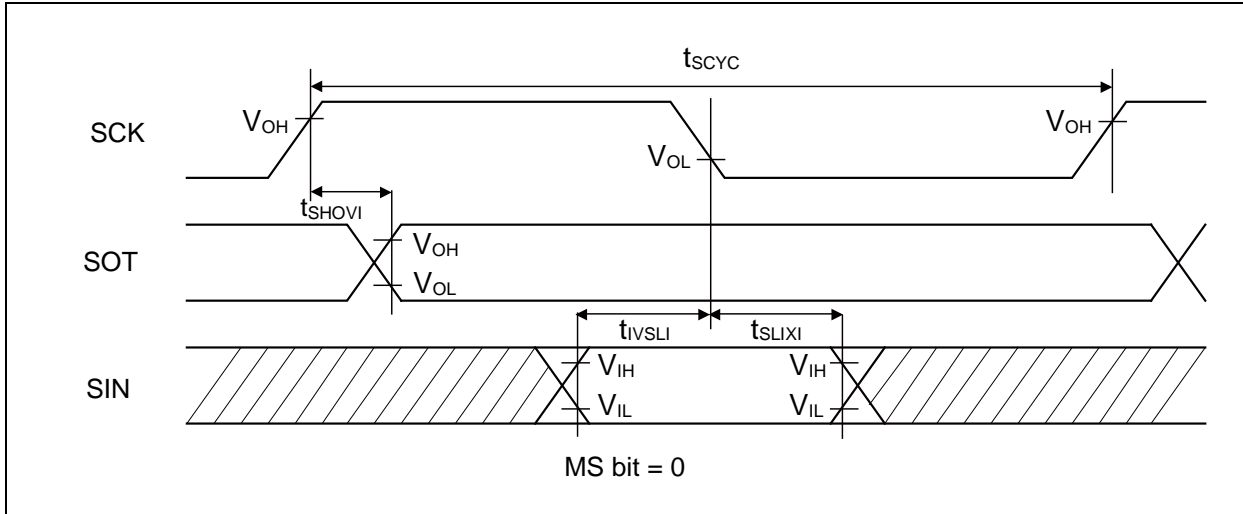 tSCYC
SCK
VOH
VOL
VOH
tSHOVI
SOT
VOH
VOL
tIVSLI
tSLIXI
SIN
VIH
VIL
VIH
VIL
MS bit = 0